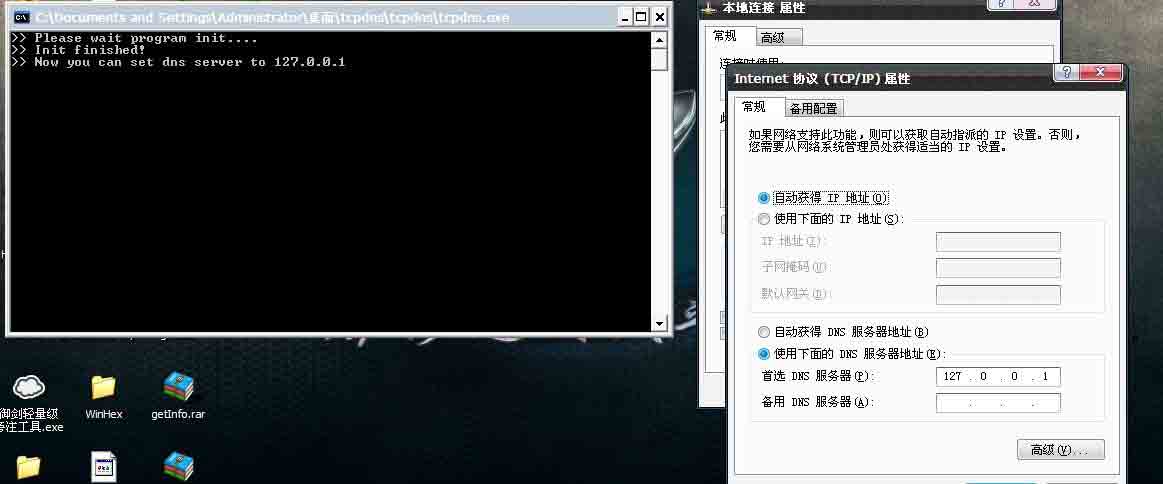 C:\Documents and Settings\Administrator\桌面\tcpdns\tcpdns\tcpdns.exe
>> Please wait program init....
>> Init finished!
>> Now you can set dns server to 127.0.0.1
本地连接 属性
常规
高级
连接时使用:
Internet 协议 (TCP/IP) 属性
常规
备用配置
如果网络支持此功能,则可以获取自动指派的 IP 设置。否则,
您需要从网络系统管理员处获得适当的 IP 设置。
自动获得 IP 地址(O)
使用下面的 IP 地址(S):
IP 地址(I):
子网掩码(U)
默认网关(D):
自动获得 DNS 服务器地址(B)
使用下面的 DNS 服务器地址(E):
首选 DNS 服务器(P):
127 . 0 . 0 . 1
备用 DNS 服务器(A):
. . .
高级(V)...
御剑轻量级
旁注工具.exe
WinHex
getInfo.rar